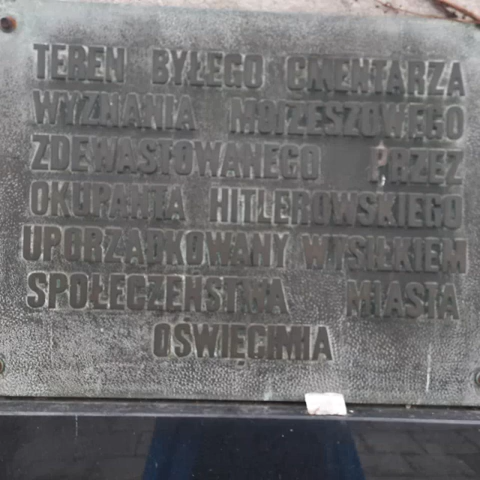 TEREN BYŁEGO CMENTARZA
WYZNANIA MOJŻESZOWEGO
ZDEWASTOWANEGO PRZEZ
OKUPANTA HITLEROWSKIEGO
UPORZĄDKOWANY WYSIŁKIEM
SPOŁECZEŃSTWA MIASTA
OŚWIĘCIMIA